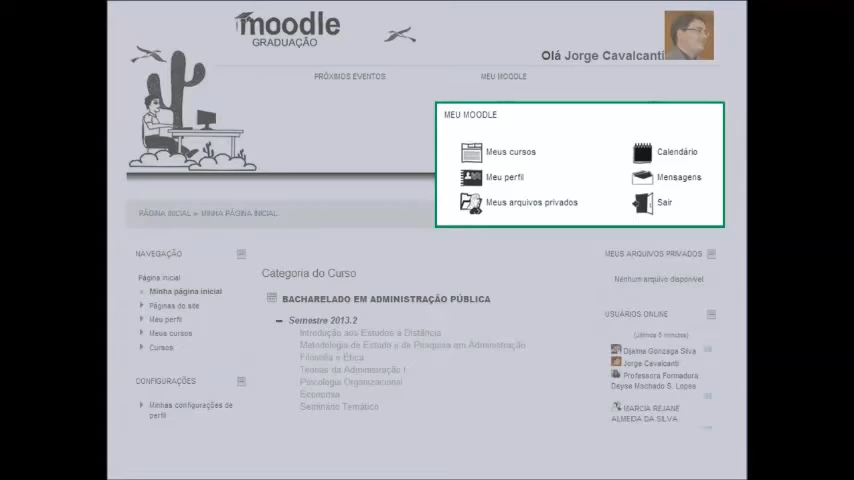 moodle
GRADUAÇÃO
Olá Jorge Cavalcanti
PRÓXIMOS EVENTOS
MEU MOODLE
MEU MOODLE
Meus cursos
Calendário
Meu perfil
Mensagens
Meus arquivos privados
Sair
PÁGINA INICIAL ► MINHA PÁGINA INICIAL
NAVEGAÇÃO
Página inicial
Minha página inicial
Páginas do site
Meu perfil
Meus cursos
Cursos
CONFIGURAÇÕES
Minhas configurações de
perfil
Categoria do Curso
BACHARELADO EM ADMINISTRAÇÃO PÚBLICA
Semestre 2013.2
Introdução aos Estudos a Distância
Metodologia de Estudo e de Pesquisa em Administração
Filosofia e Ética
Teorias da Administração I
Psicologia Organizacional
Economia
Seminário Temático
MEUS ARQUIVOS PRIVADOS
Nenhum arquivo disponível
USUÁRIOS ONLINE
(últimos 5 minutos)
Djalma Gonzaga Silva
Jorge Cavalcanti
Professora Formadora
Deyse Machado S. Lopes
MARCIA REJANE
ALMEIDA DA SILVA